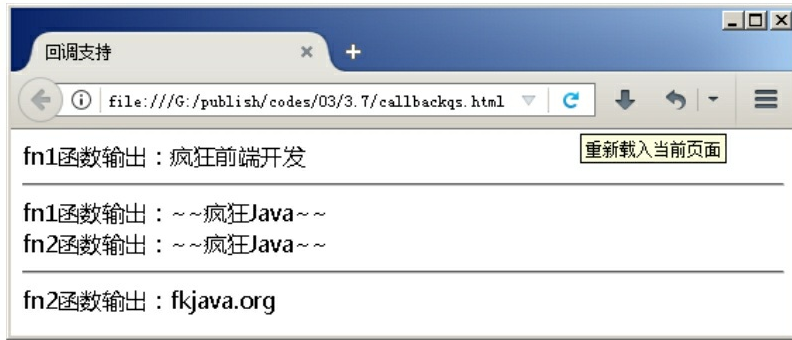 回调支持
file:///G:/publish/codes/03/3.7/callbackqs.html
重新载入当前页面
fn1函数输出：疯狂前端开发
fn1函数输出：~~疯狂Java~~
fn2函数输出：~~疯狂Java~~
fn2函数输出：fkjava.org